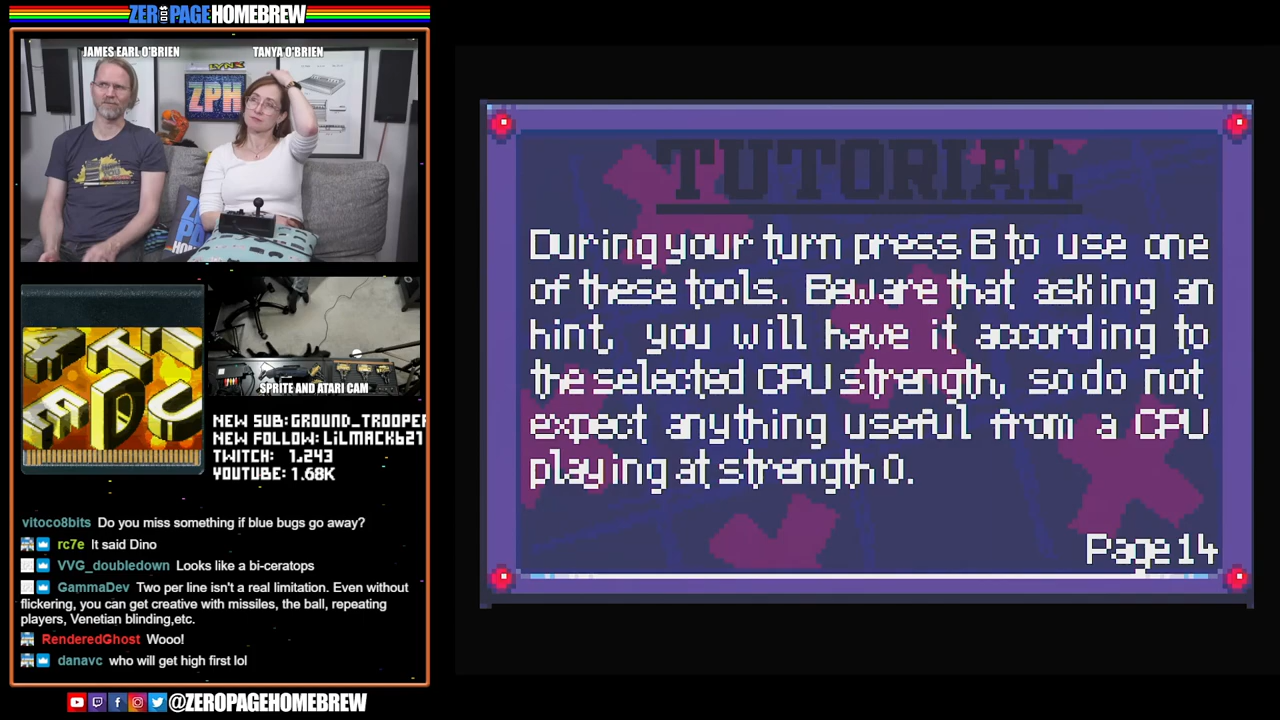 ZEROPAGE HOMEBREW
JAMES EARL O'BRIEN
TANYA O'BRIEN
LYNX
ZPH
SPRITE AND ATARI CAM
NEW SUB: GROUND_TROOPER
NEW FOLLOW: LILMACK621
TWITCH: 1,243
YOUTUBE: 1.68K
vitoco8bits Do you miss something if blue bugs go away?
rc7e It said Dino
VVG_doubledown Looks like a bi-ceratops
GammaDev Two per line isn't a real limitation. Even without
flickering, you can get creative with missiles, the ball, repeating
players, Venetian blinding,etc.
RenderedGhost Wooo!
danavc who will get high first lol
@ZEROPAGEHOMEBREW
TUTORIAL
During your turn press B to use one
of these tools. Beware that asking an
hint, you will have it according to
the selected CPU strength, so do not
expect anything useful from a CPU
playing at strength 0.
Page 14